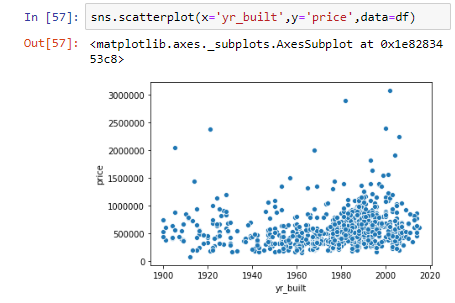 In [57]: sns.scatterplot(x='yr_built',y='price',data=df)
Out[57]: <matplotlib.axes._subplots.AxesSubplot at 0x1e82834
53c8>
3000000
2500000
2000000
1500000
1000000
500000
0
price
1900 1920 1940 1960 1980 2000 2020
yr_built